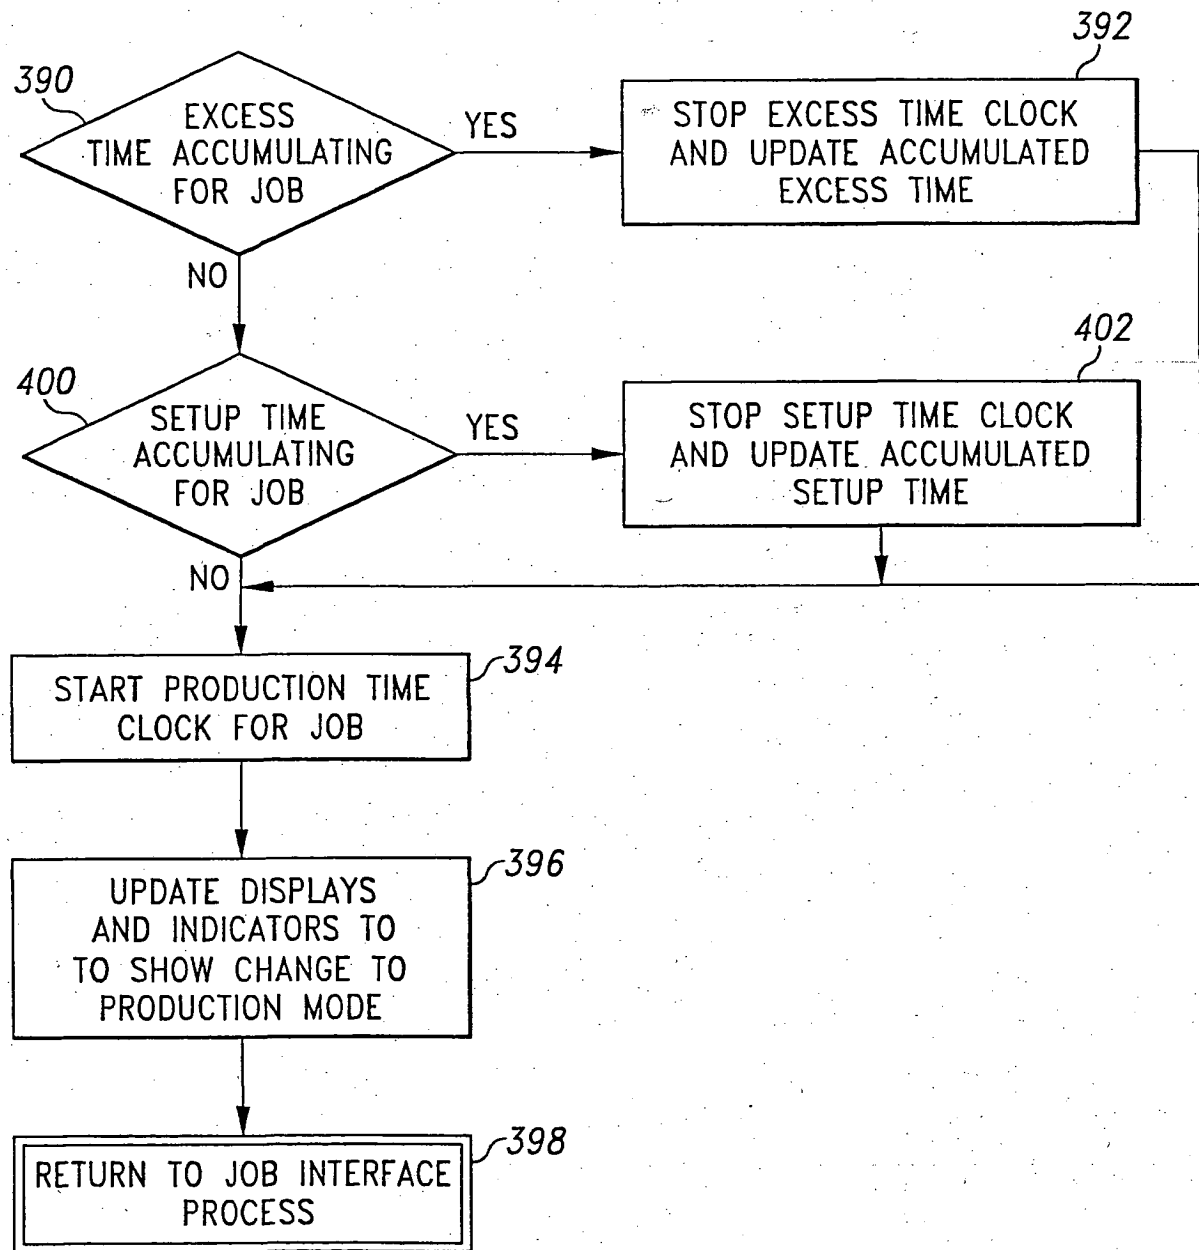 392
390
EXCESS
TIME ACCUMULATING
FOR JOB
YES
STOP EXCESS TIME CLOCK
AND UPDATE ACCUMULATED
EXCESS TIME
NO
402
400
SETUP TIME
ACCUMULATING
FOR JOB
YES
STOP SETUP TIME CLOCK
AND UPDATE ACCUMULATED
SETUP TIME
NO
394
START PRODUCTION TIME
CLOCK FOR JOB
396
UPDATE DISPLAYS
AND INDICATORS TO
TO SHOW CHANGE TO
PRODUCTION MODE
398
RETURN TO JOB INTERFACE
PROCESS